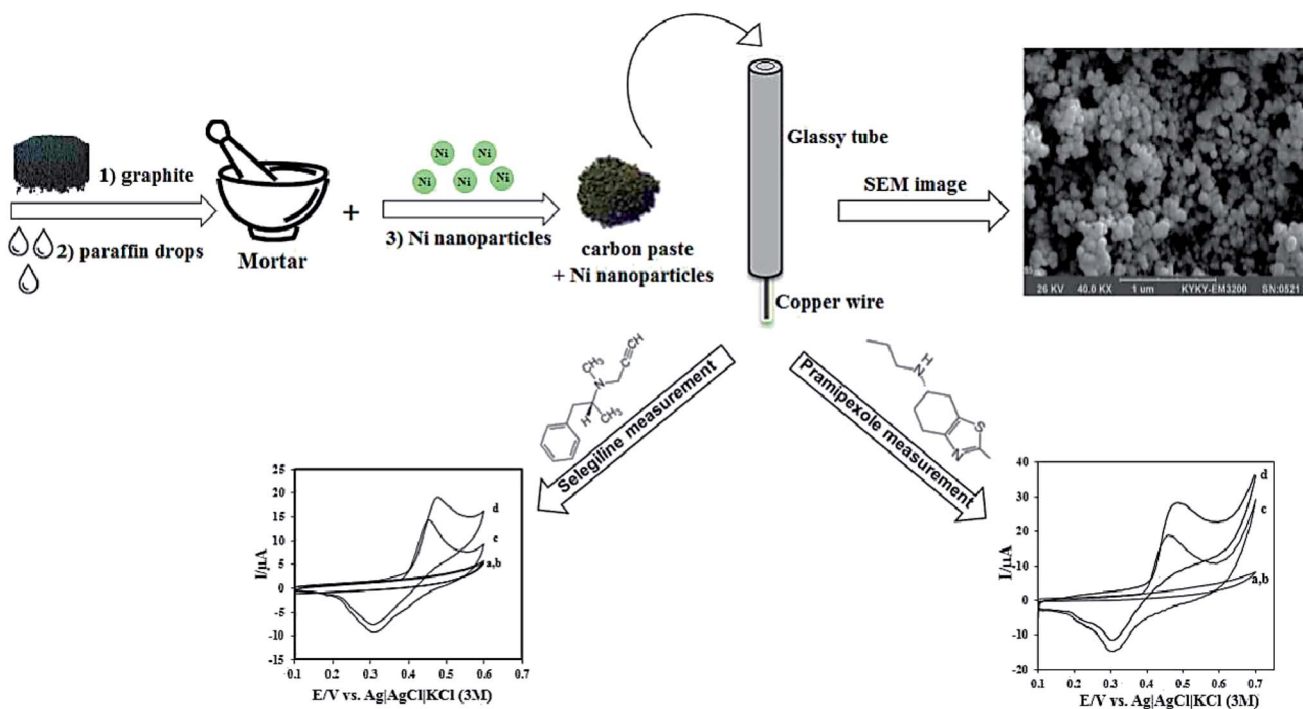 1) graphite
2) paraffin drops
Mortar
+
Ni
Ni
Ni
Ni
Ni
3) Ni nanoparticles
carbon paste
+ Ni nanoparticles
Glassy tube
Copper wire
SEM image
26 KV 40.0 KX 1 um KYKY-EM3200 SN:0521
Selegiline measurement
CH₃
N
C≡CH
H
CH₃
Pramipexole measurement
H
N
S
N
I/µA
25
20
15
10
5
0
-5
-10
-15
d
c
a,b
0.1 0.2 0.3 0.4 0.5 0.6 0.7
E/V vs. Ag|AgCl|KCl (3M)
I/µA
40
30
20
10
0
-10
-20
d
c
a,b
0.1 0.2 0.3 0.4 0.5 0.6 0.7
E/V vs. Ag|AgCl|KCl (3M)